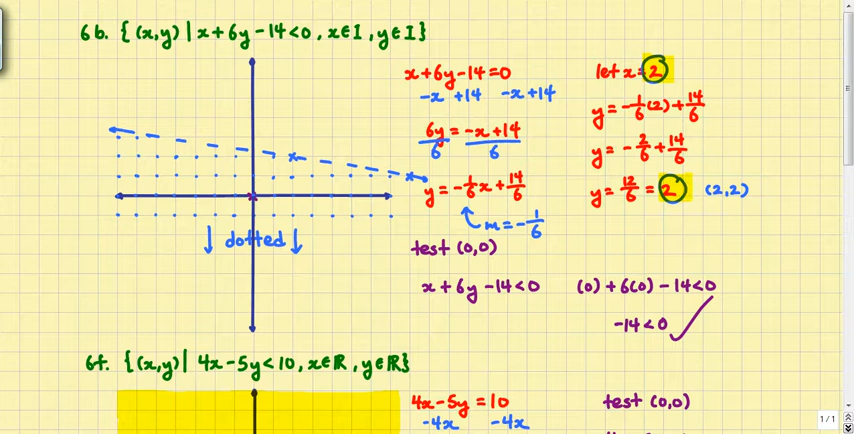 6b. {(x,y) | x+6y-14<0, x∈I, y∈I}
x+6y-14=0
-x +14 -x+14
6y = -x+14
6 6
y = -1/6x + 14/6
m = -1/6
let x = 2
y = -1/6(2) + 14/6
y = -2/6 + 14/6
y = 12/6 = 2 (2,2)
↓ dotted ↓
test (0,0)
x+6y-14<0 (0)+6(0)-14<0
-14<0 ✓
6f. {(x,y) | 4x-5y<10, x∈R, y∈R}
4x-5y=10
-4x -4x
test (0,0)
1/1